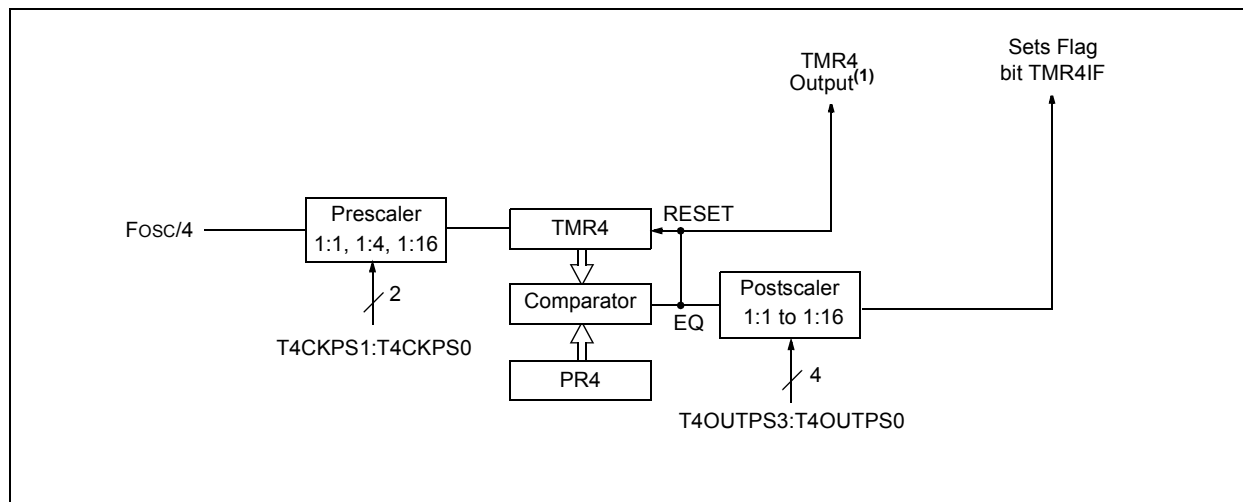 TMR4
Output(1)
Sets Flag
bit TMR4IF
Prescaler
1:1, 1:4, 1:16
FOSC/4
TMR4
RESET
2
Comparator
EQ
Postscaler
1:1 to 1:16
T4CKPS1:T4CKPS0
PR4
4
T4OUTPS3:T4OUTPS0